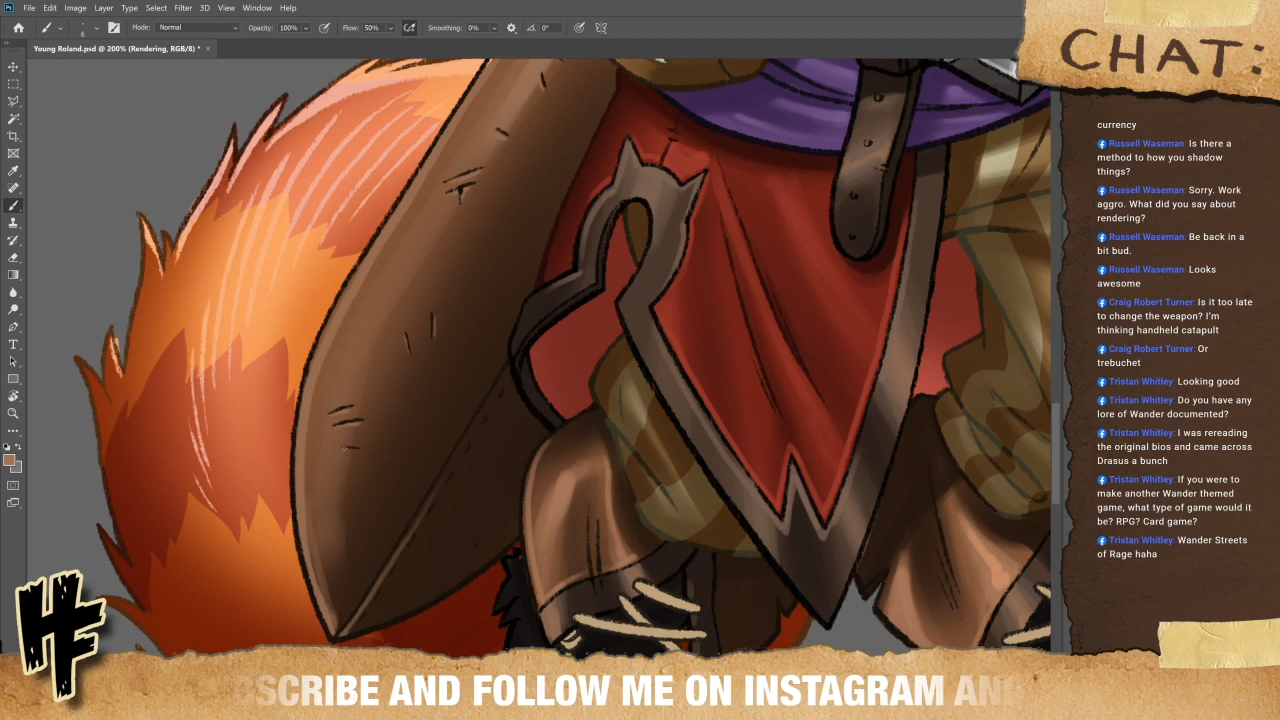 Ps File Edit Image Layer Type Select Filter 3D View Window Help
6 Mode: Normal Opacity: 100% Flow: 50% Smoothing: 0% 0°
Young Roland.psd @ 200% (Rendering, RGB/8) * ×
CHAT:
currency
Russell Waseman: Is there a
method to how you shadow
things?
Russell Waseman: Sorry. Work
aggro. What did you say about
rendering?
Russell Waseman: Be back in a
bit bud.
Russell Waseman: Looks
awesome
Craig Robert Turner: Is it too late
to change the weapon? I'm
thinking handheld catapult
Craig Robert Turner: Or
trebuchet
Tristan Whitley: Looking good
Tristan Whitley: Do you have any
lore of Wander documented?
Tristan Whitley: I was rereading
the original bios and came across
Drasus a bunch
Tristan Whitley: If you were to
make another Wander themed
game, what type of game would it
be? RPG? Card game?
Tristan Whitley: Wander Streets
of Rage haha
HF
SCRIBE AND FOLLOW ME ON INSTAGRAM AN